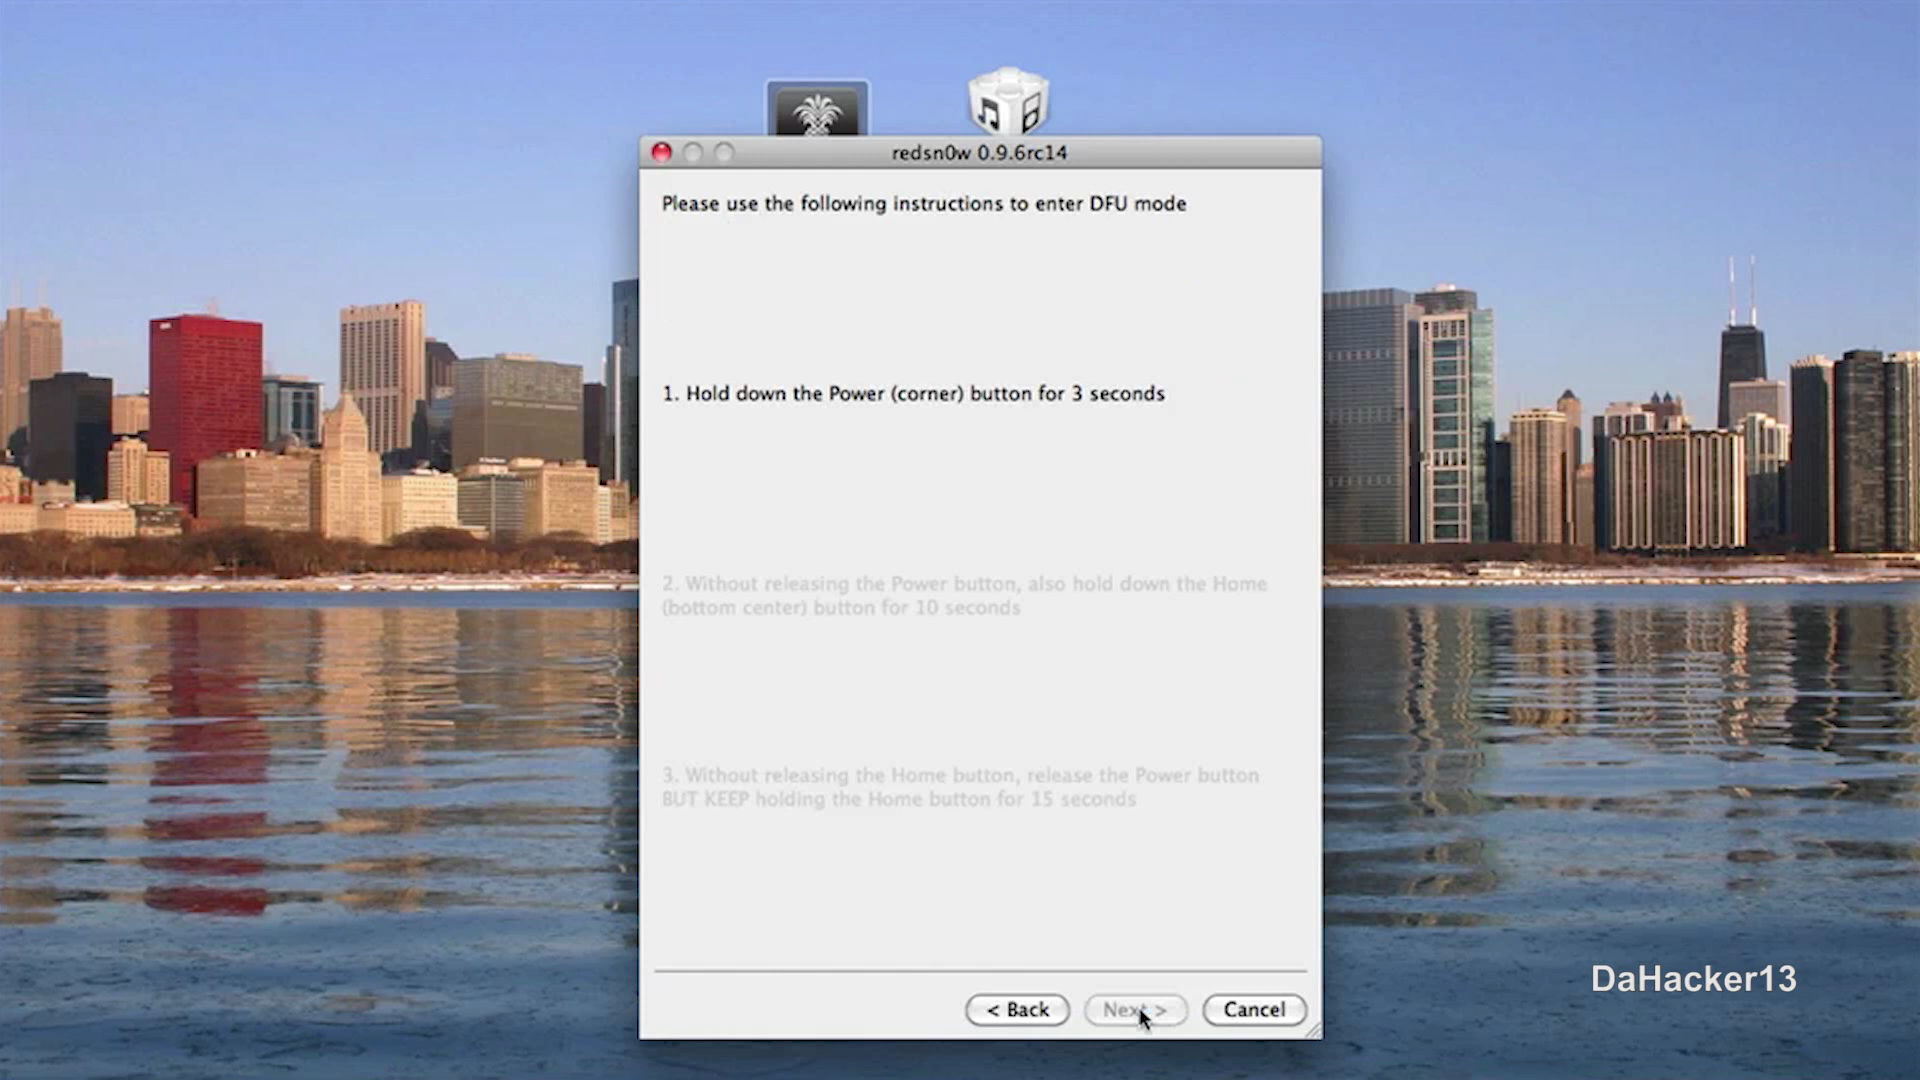 redsn0w 0.9.6rc14
Please use the following instructions to enter DFU mode
1. Hold down the Power (corner) button for 3 seconds
2. Without releasing the Power button, also hold down the Home
(bottom center) button for 10 seconds
3. Without releasing the Home button, release the Power button
BUT KEEP holding the Home button for 15 seconds
DaHacker13
< Back
Next >
Cancel